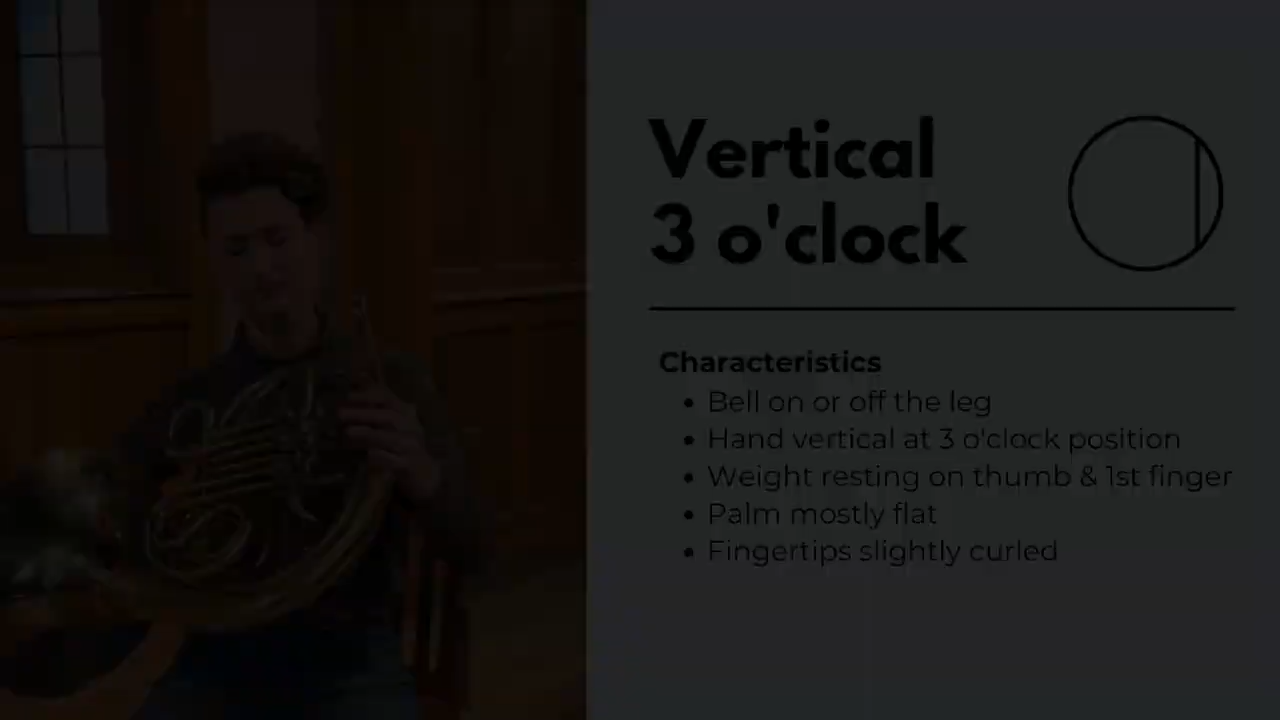 Vertical
3 o'clock
Characteristics
• Bell on or off the leg
• Hand vertical at 3 o'clock position
• Weight resting on thumb & 1st finger
• Palm mostly flat
• Fingertips slightly curled